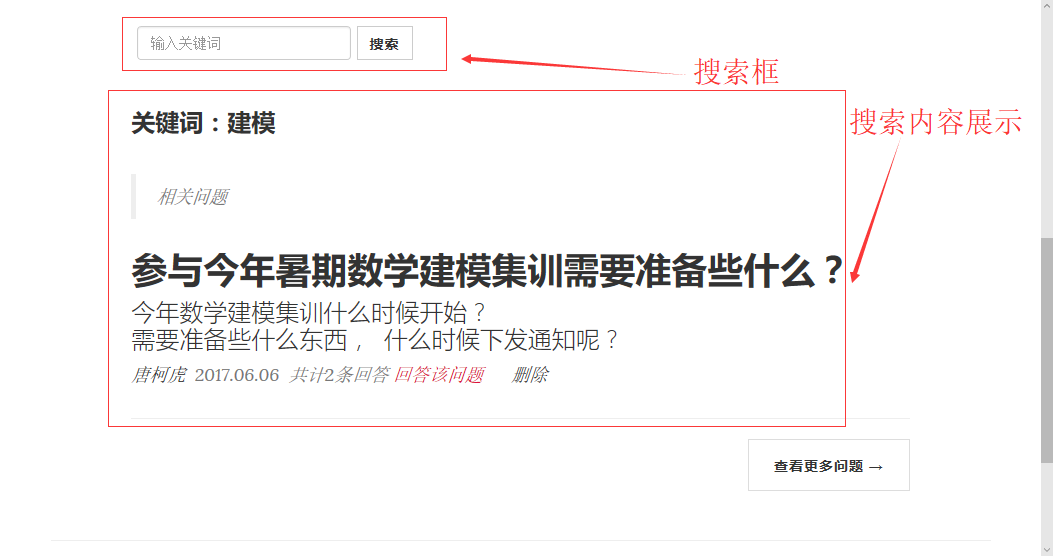 输入关键词 搜索
搜索框
关键词：建模
搜索内容展示
相关问题
参与今年暑期数学建模集训需要准备些什么？
今年数学建模集训什么时候开始？
需要准备些什么东西， 什么时候下发通知呢？
唐柯虎 2017.06.06 共计2条回答 回答该问题 删除
查看更多问题 →